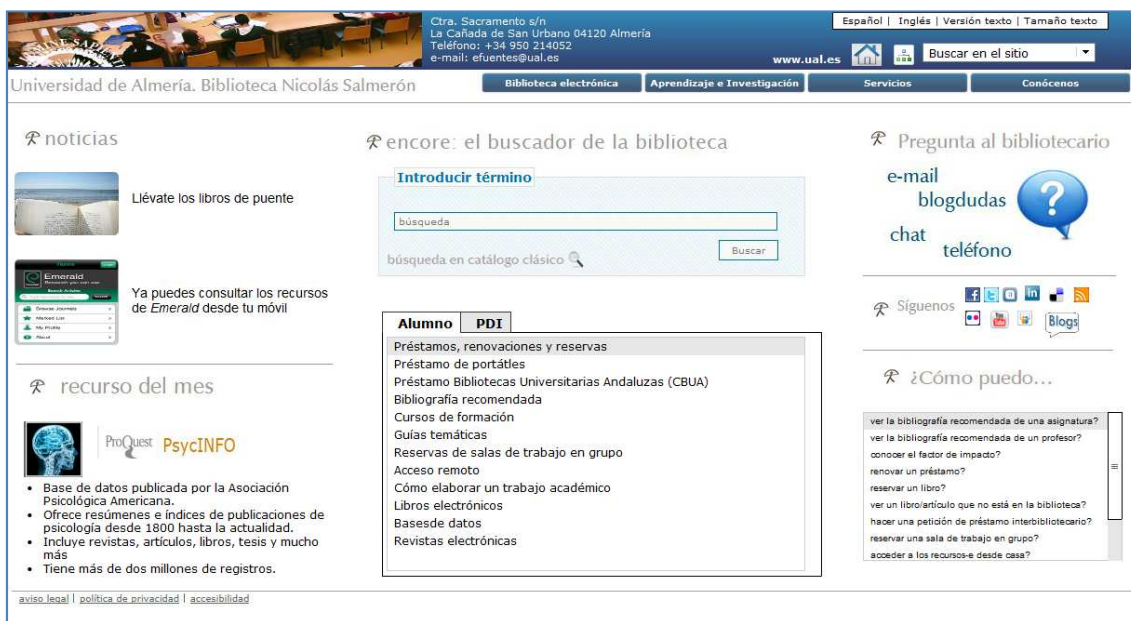 Ctra. Sacramento s/n
La Cañada de San Urbano 04120 Almería
Teléfono: +34 950 214052
e-mail: efuentes@ual.es
www.ual.es
Español | Inglés | Versión texto | Tamaño texto
Buscar en el sitio
Universidad de Almería. Biblioteca Nicolás Salmerón
Biblioteca electrónica
Aprendizaje e Investigación
Servicios
Conócenos
noticias
Llévate los libros de puente
Emerald
Ya puedes consultar los recursos
de Emerald desde tu móvil
recurso del mes
ProQuest PsycINFO
• Base de datos publicada por la Asociación
Psicológica Americana.
• Ofrece resúmenes e índices de publicaciones de
psicología desde 1800 hasta la actualidad.
• Incluye revistas, artículos, libros, tesis y mucho
más
• Tiene más de dos millones de registros.
encore: el buscador de la biblioteca
Introducir término
búsqueda
Buscar
búsqueda en catálogo clásico
Alumno
PDI
Préstamos, renovaciones y reservas
Préstamo de portátles
Préstamo Bibliotecas Universitarias Andaluzas (CBUA)
Bibliografía recomendada
Cursos de formación
Guías temáticas
Reservas de salas de trabajo en grupo
Acceso remoto
Cómo elaborar un trabajo académico
Libros electrónicos
Basesde datos
Revistas electrónicas
Pregunta al bibliotecario
e-mail
blogdudas
chat
teléfono
?
Síguenos
Blogs
¿Cómo puedo...
ver la bibliografía recomendada de una asignatura?
ver la bibliografía recomendada de un profesor?
conocer el factor de impacto?
renovar un préstamo?
reservar un libro?
ver un libro/artículo que no está en la biblioteca?
hacer una petición de préstamo interbibliotecario?
reservar una sala de trabajo en grupo?
acceder a los recursos-e desde casa?
aviso legal | política de privacidad | accesibilidad